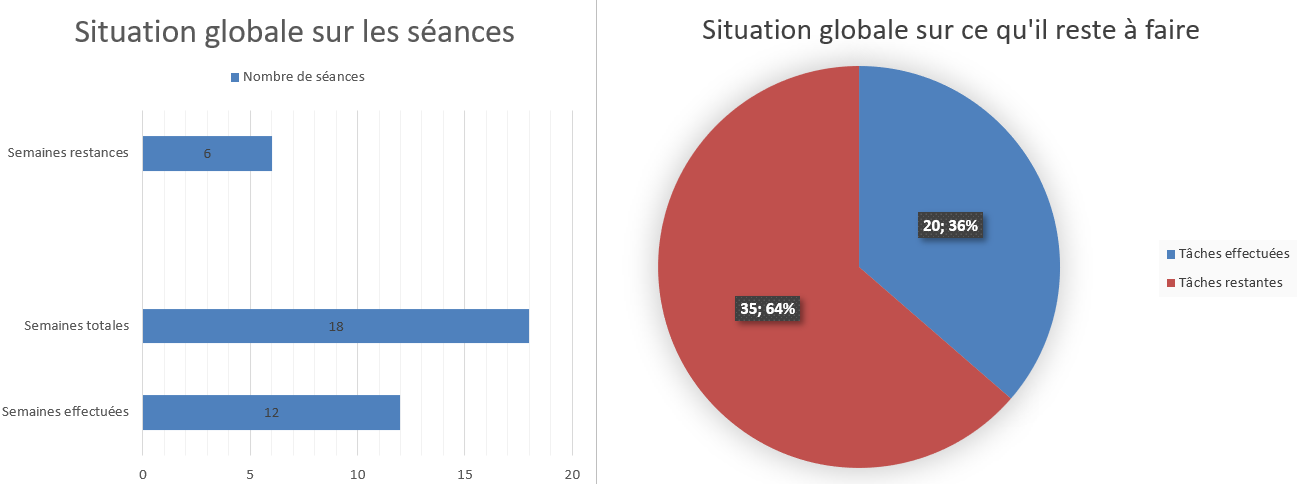 Situation globale sur les séances
Nombre de séances
Semaines restances
6
Semaines totales
18
Semaines effectuées
12
0 5 10 15 20
Situation globale sur ce qu'il reste à faire
20; 36%
35; 64%
Tâches effectuées
Tâches restantes